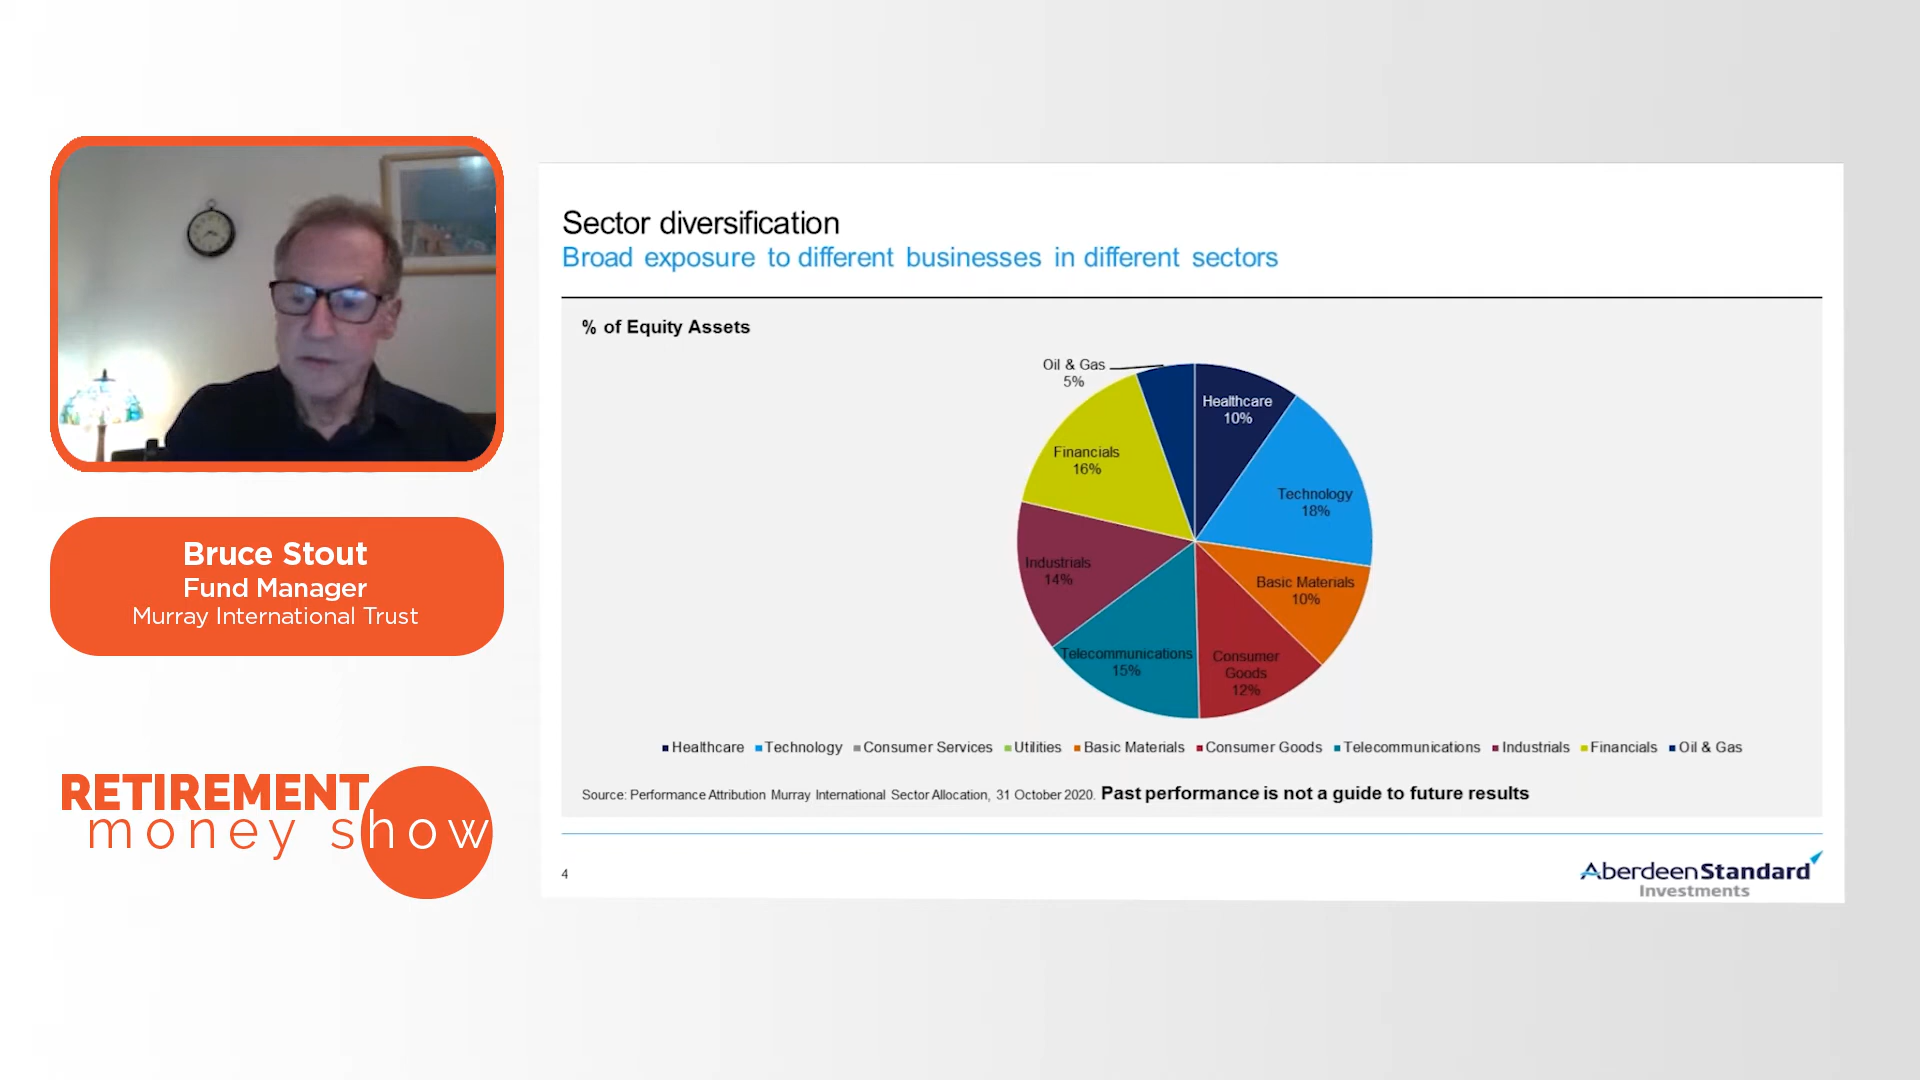 Bruce Stout
Fund Manager
Murray International Trust
RETIREMENT
money show
Sector diversification
Broad exposure to different businesses in different sectors
% of Equity Assets
Oil & Gas
5%
Healthcare
10%
Technology
18%
Basic Materials
10%
Consumer
Goods
12%
Telecommunications
15%
Industrials
14%
Financials
16%
Healthcare Technology Consumer Services Utilities Basic Materials Consumer Goods Telecommunications Industrials Financials Oil & Gas
Source: Performance Attribution Murray International Sector Allocation, 31 October 2020. Past performance is not a guide to future results
4
Aberdeen Standard
Investments